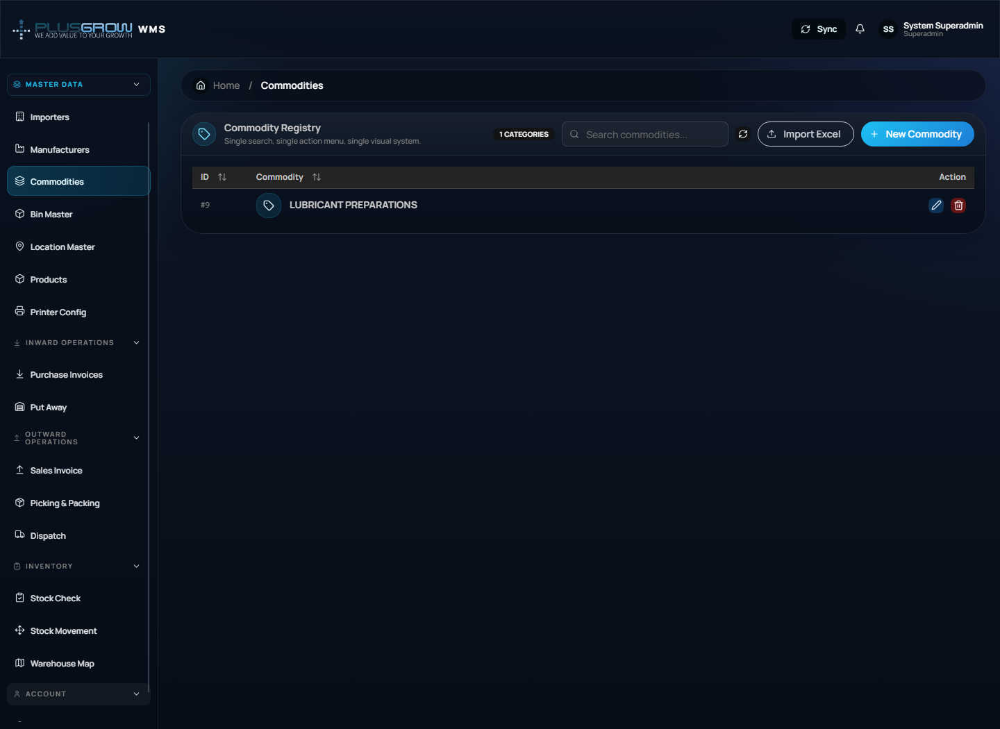 PLUSGROW WMS
WE ADD VALUE TO YOUR GROWTH
Sync
SS
System Superadmin
Superadmin
MASTER DATA
Importers
Manufacturers
Commodities
Bin Master
Location Master
Products
Printer Config
INWARD OPERATIONS
Purchase Invoices
Put Away
OUTWARD
OPERATIONS
Sales Invoice
Picking & Packing
Dispatch
INVENTORY
Stock Check
Stock Movement
Warehouse Map
ACCOUNT
Home / Commodities
Commodity Registry
Single search, single action menu, single visual system.
1 CATEGORIES
Search commodities...
Import Excel
+ New Commodity
ID Commodity Action
#9 LUBRICANT PREPARATIONS